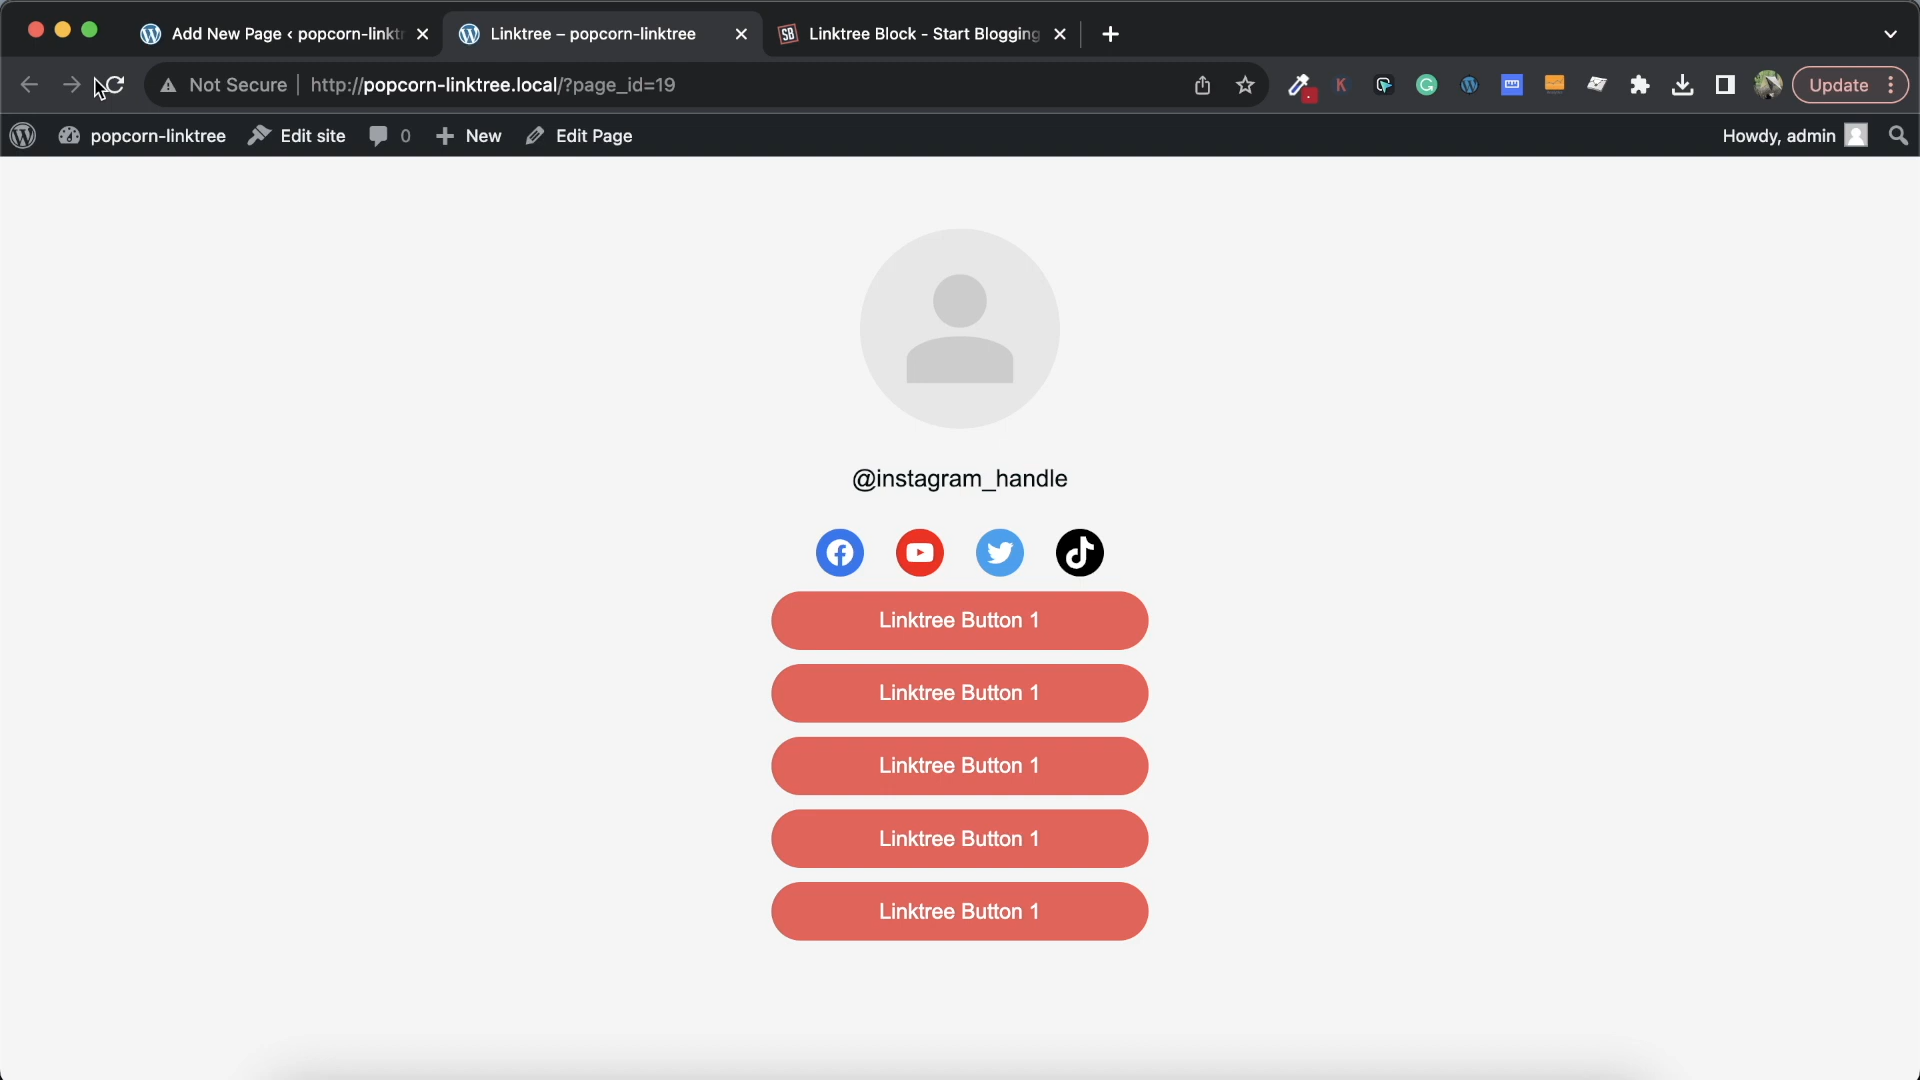 Add New Page ‹ popcorn-linktr
Linktree – popcorn-linktree
SB
Linktree Block - Start Blogging
Not Secure
http://popcorn-linktree.local/?page_id=19
K
G
Update
popcorn-linktree
Edit site
0
New
Edit Page
Howdy, admin
@instagram_handle
Linktree Button 1
Linktree Button 1
Linktree Button 1
Linktree Button 1
Linktree Button 1